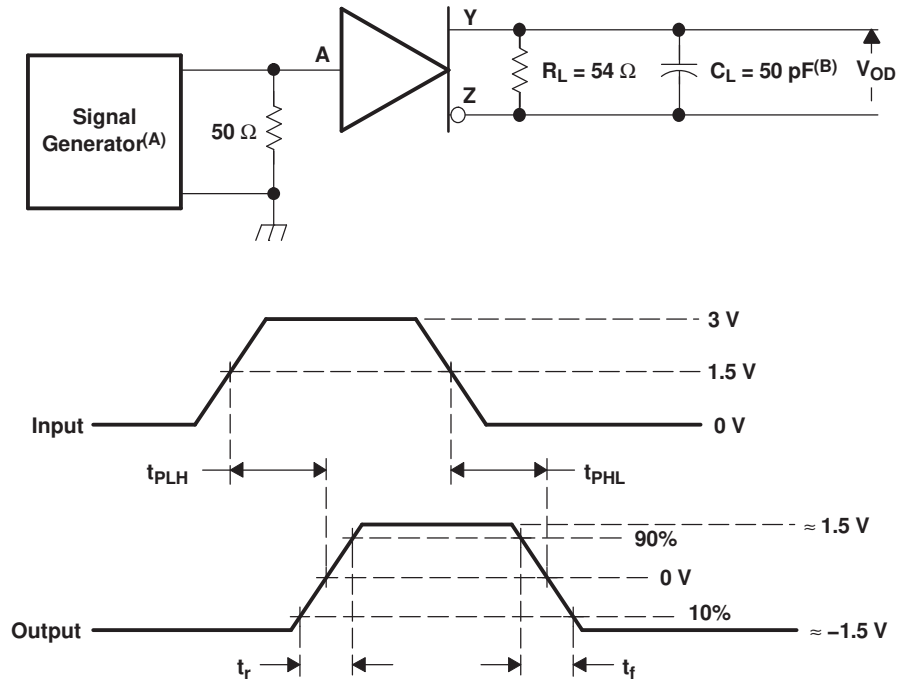 Y
A
R_L = 54 Ω
C_L = 50 pF(B)
V_OD
Z
Signal
Generator(A)
50 Ω
3 V
1.5 V
Input
0 V
t_PLH
t_PHL
≈ 1.5 V
90%
0 V
10%
Output
≈ –1.5 V
t_r
t_f